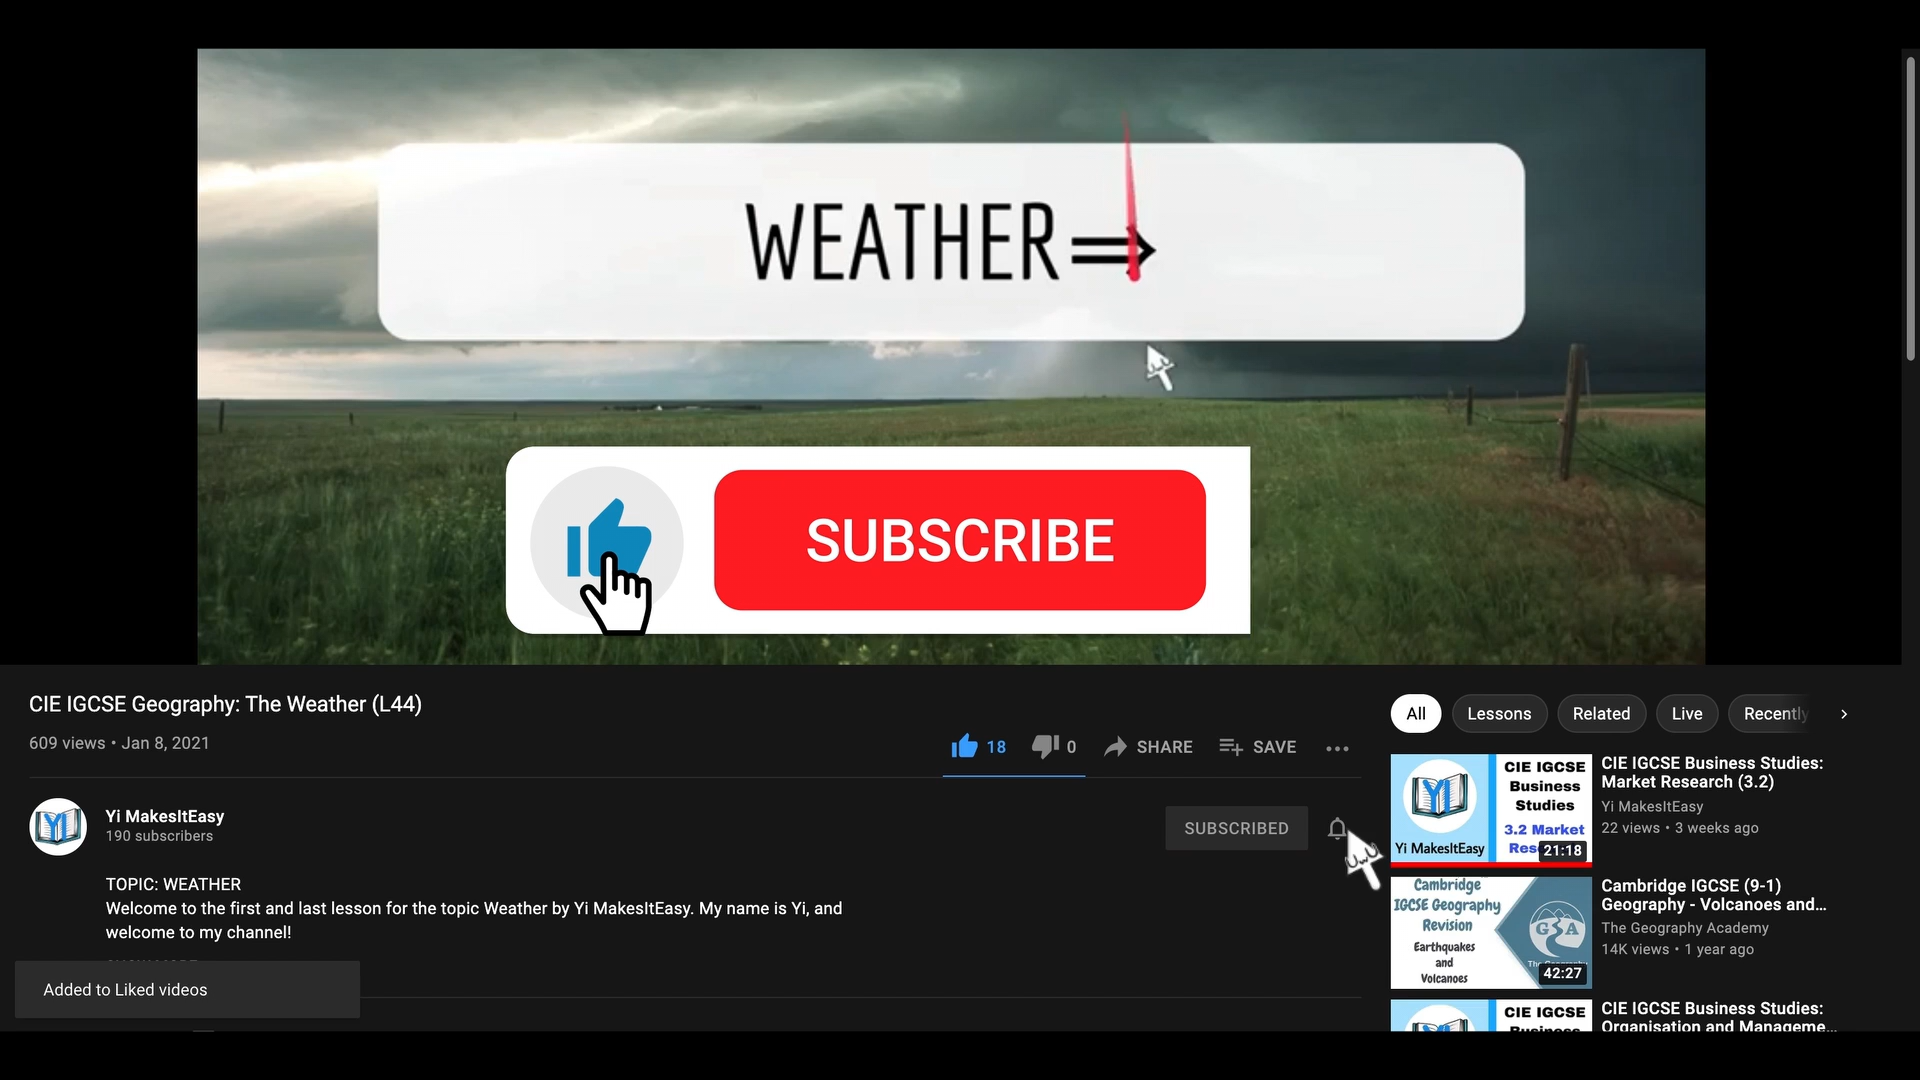 WEATHER⇒
SUBSCRIBE
CIE IGCSE Geography: The Weather (L44)
609 views • Jan 8, 2021
18
0
SHARE
SAVE
Yi MakesItEasy
190 subscribers
SUBSCRIBED
TOPIC: WEATHER
Welcome to the first and last lesson for the topic Weather by Yi MakesItEasy. My name is Yi, and
welcome to my channel!
Added to Liked videos
All
Lessons
Related
Live
Recently
YI
Yi MakesItEasy
CIE IGCSE
Business
Studies
3.2 Market
21:18
CIE IGCSE Business Studies:
Market Research (3.2)
Yi MakesItEasy
22 views • 3 weeks ago
Cambridge
IGCSE Geography
Revision
Earthquakes
and
Volcanoes
GSA
42:27
Cambridge IGCSE (9-1)
Geography - Volcanoes and...
The Geography Academy
14K views • 1 year ago
CIE IGCSE
CIE IGCSE Business Studies:
Organisation and Manageme...